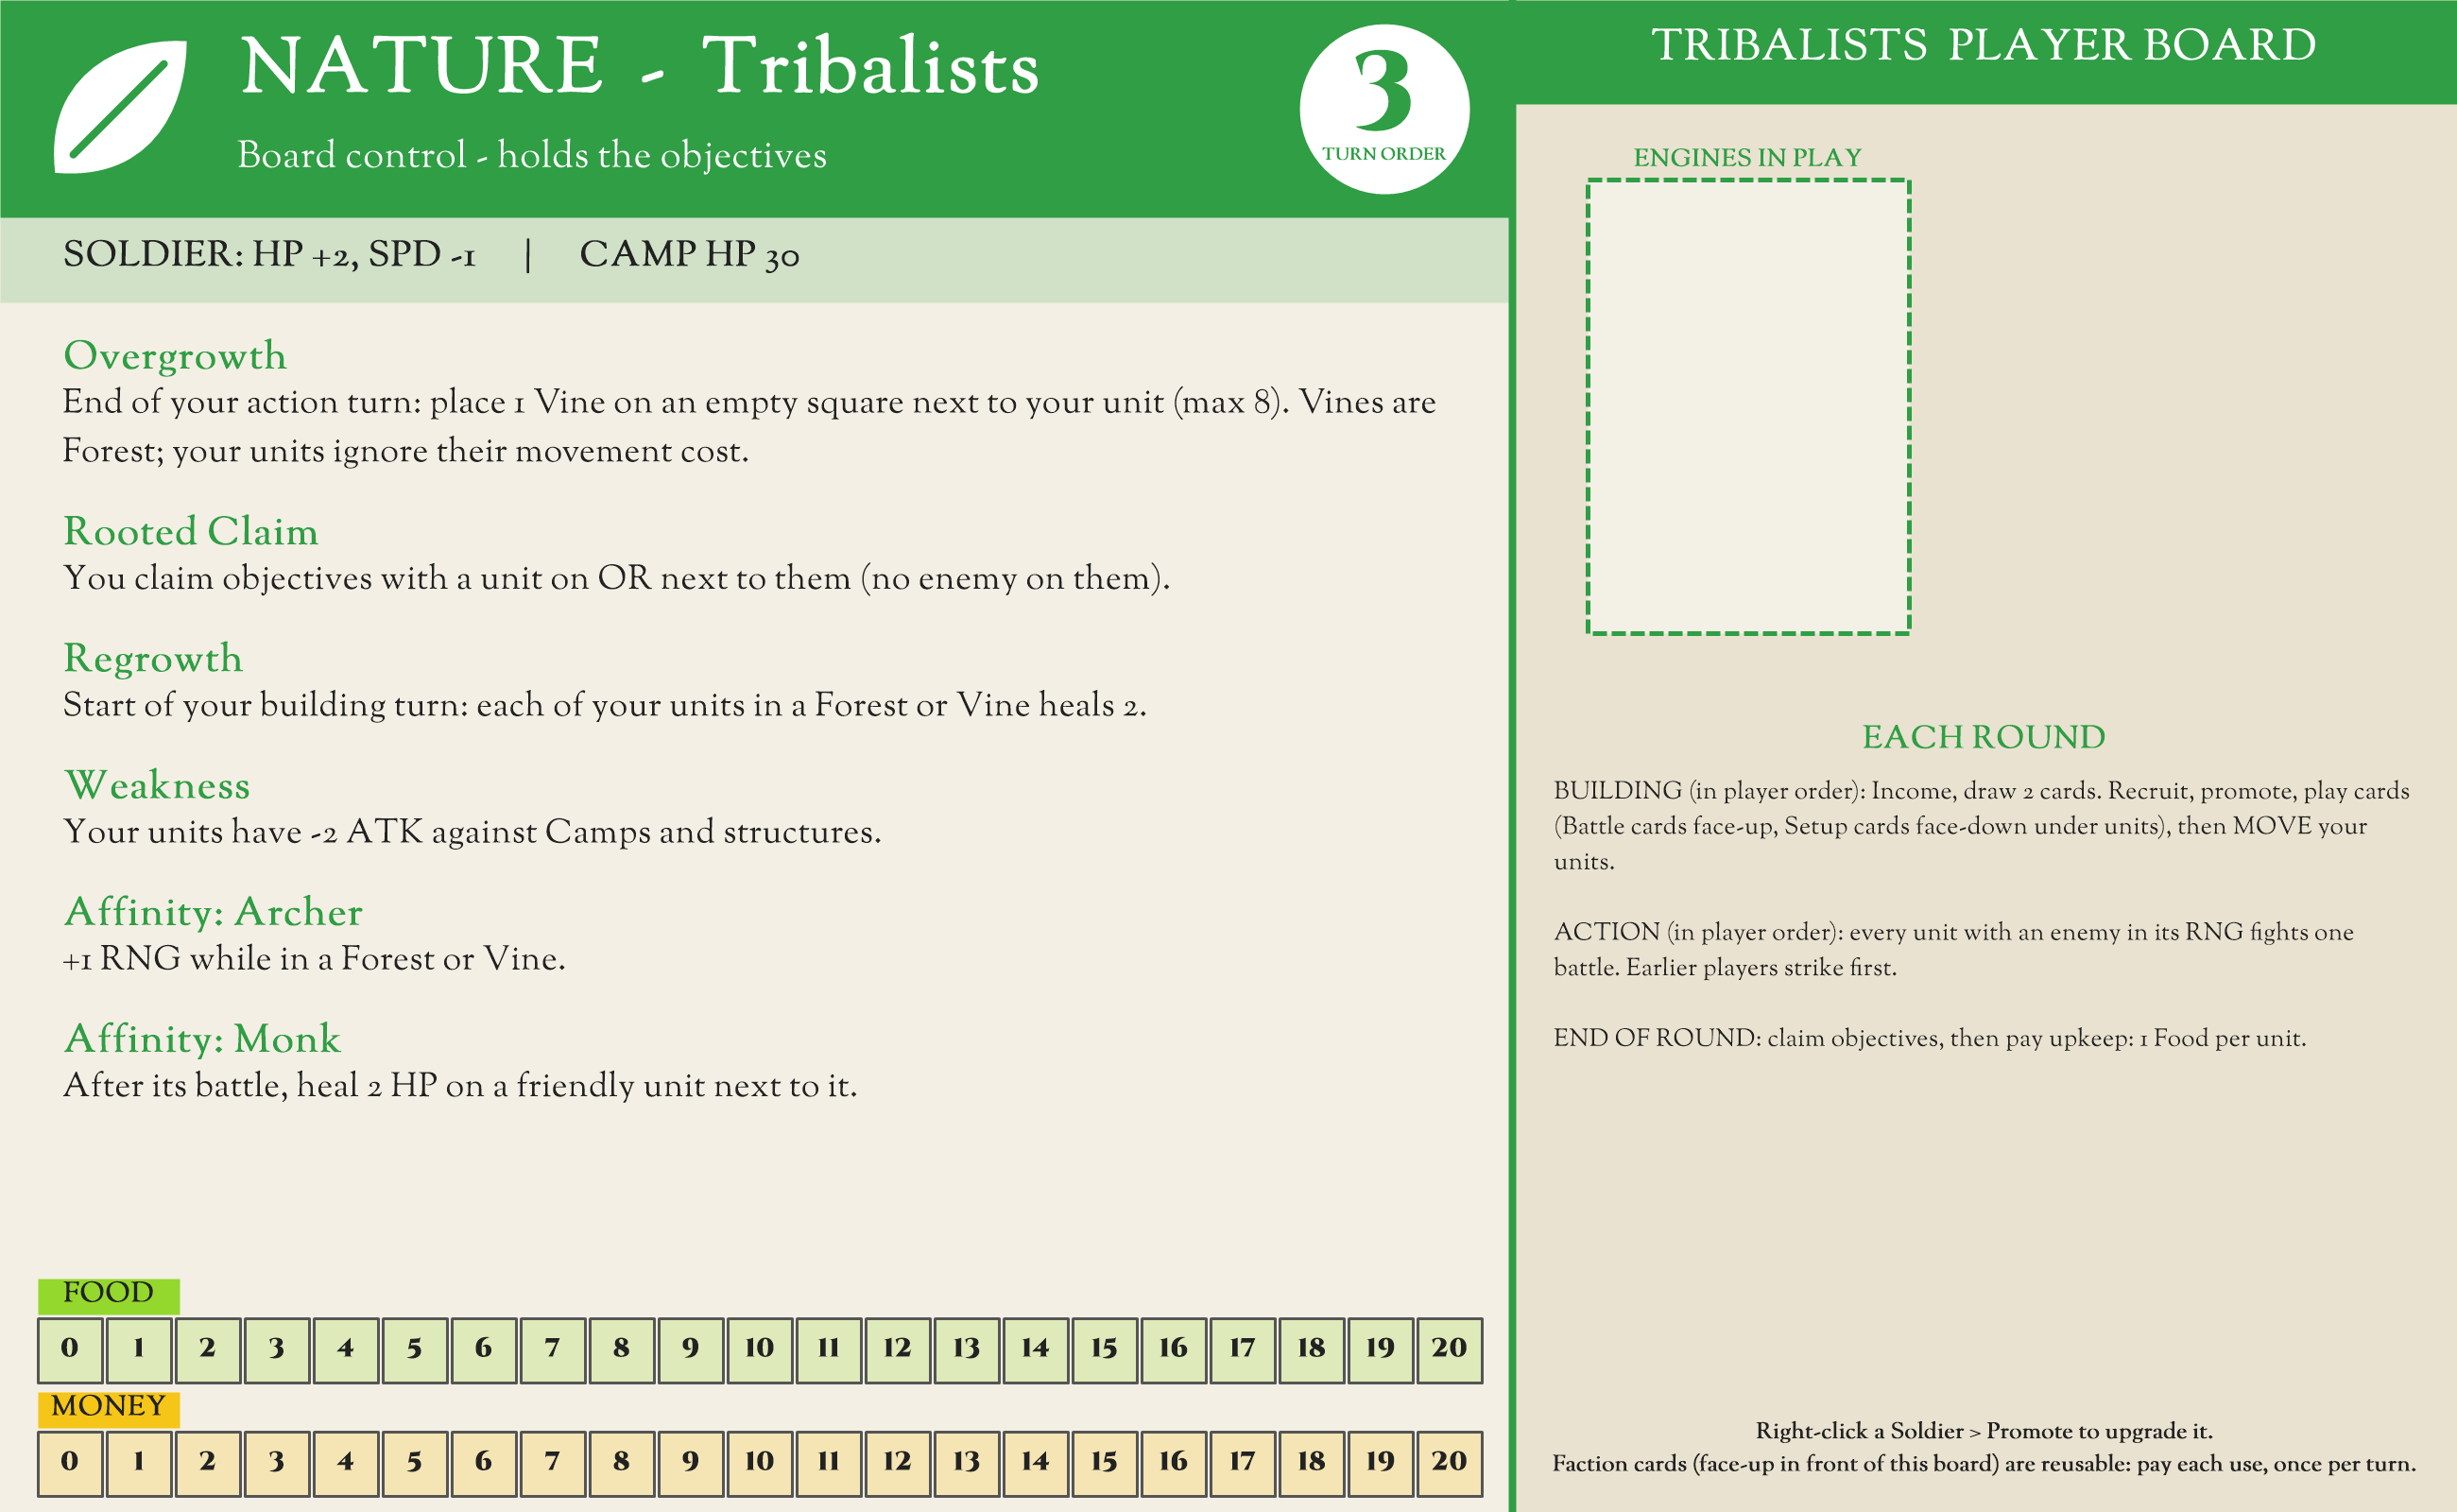 NATURE - Tribalists
Board control - holds the objectives
3
TURN ORDER
SOLDIER: HP +2, SPD -1 | CAMP HP 30
Overgrowth
End of your action turn: place 1 Vine on an empty square next to your unit (max 8). Vines are
Forest; your units ignore their movement cost.
Rooted Claim
You claim objectives with a unit on OR next to them (no enemy on them).
Regrowth
Start of your building turn: each of your units in a Forest or Vine heals 2.
Weakness
Your units have -2 ATK against Camps and structures.
Affinity: Archer
+1 RNG while in a Forest or Vine.
Affinity: Monk
After its battle, heal 2 HP on a friendly unit next to it.
FOOD
0 1 2 3 4 5 6 7 8 9 10 11 12 13 14 15 16 17 18 19 20
MONEY
0 1 2 3 4 5 6 7 8 9 10 11 12 13 14 15 16 17 18 19 20
TRIBALISTS PLAYER BOARD
ENGINES IN PLAY
EACH ROUND
BUILDING (in player order): Income, draw 2 cards. Recruit, promote, play cards
(Battle cards face-up, Setup cards face-down under units), then MOVE your
units.
ACTION (in player order): every unit with an enemy in its RNG fights one
battle. Earlier players strike first.
END OF ROUND: claim objectives, then pay upkeep: 1 Food per unit.
Right-click a Soldier > Promote to upgrade it.
Faction cards (face-up in front of this board) are reusable: pay each use, once per turn.